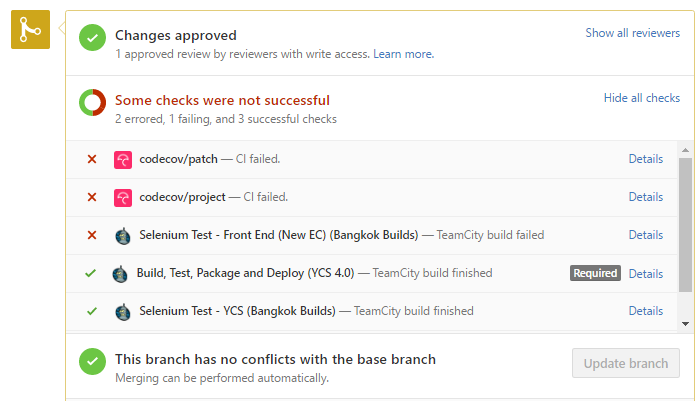 Changes approved
Show all reviewers
1 approved review by reviewers with write access. Learn more.
Some checks were not successful
Hide all checks
2 errored, 1 failing, and 3 successful checks
codecov/patch — CI failed.
Details
codecov/project — CI failed.
Details
Selenium Test - Front End (New EC) (Bangkok Builds) — TeamCity build failed
Details
Build, Test, Package and Deploy (YCS 4.0) — TeamCity build finished
Required
Details
Selenium Test - YCS (Bangkok Builds) — TeamCity build finished
Details
This branch has no conflicts with the base branch
Merging can be performed automatically.
Update branch